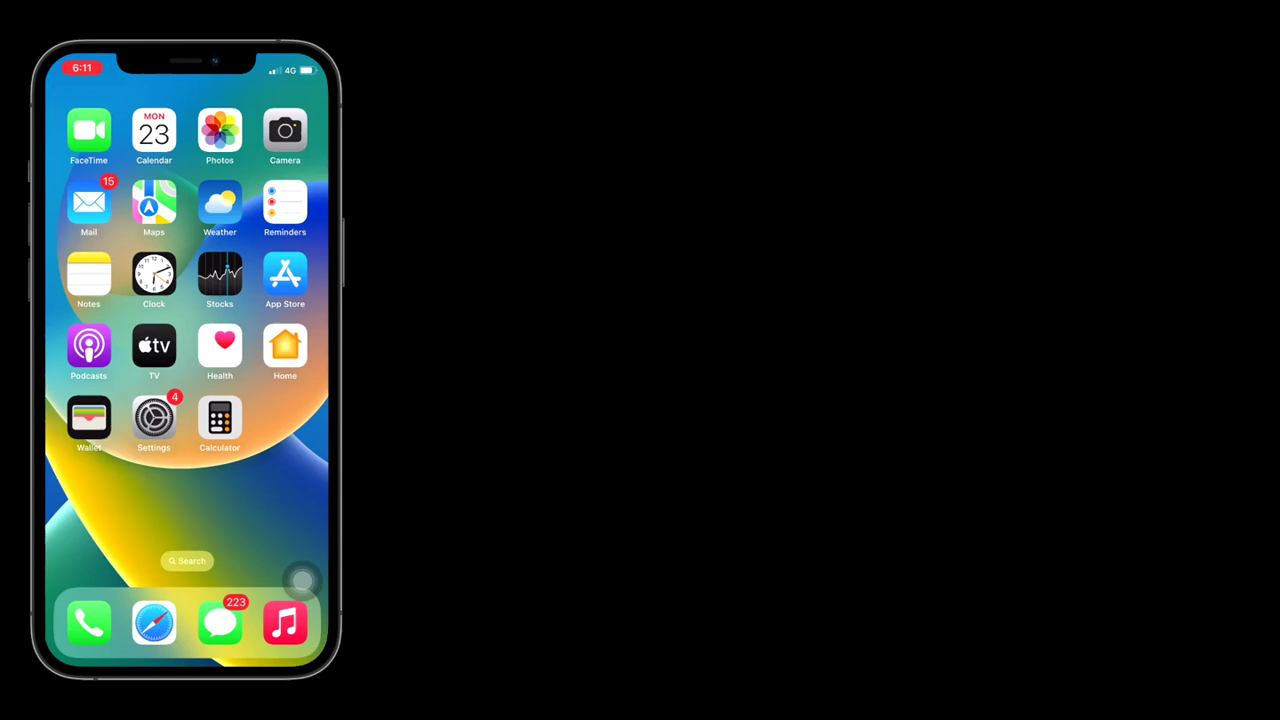 6:11
4G
MON
23
FaceTime
Calendar
Photos
Camera
15
Mail
Maps
Weather
Reminders
Notes
Clock
Stocks
App Store
tv
Podcasts
TV
Health
Home
4
Wallet
Settings
Calculator
Search
223